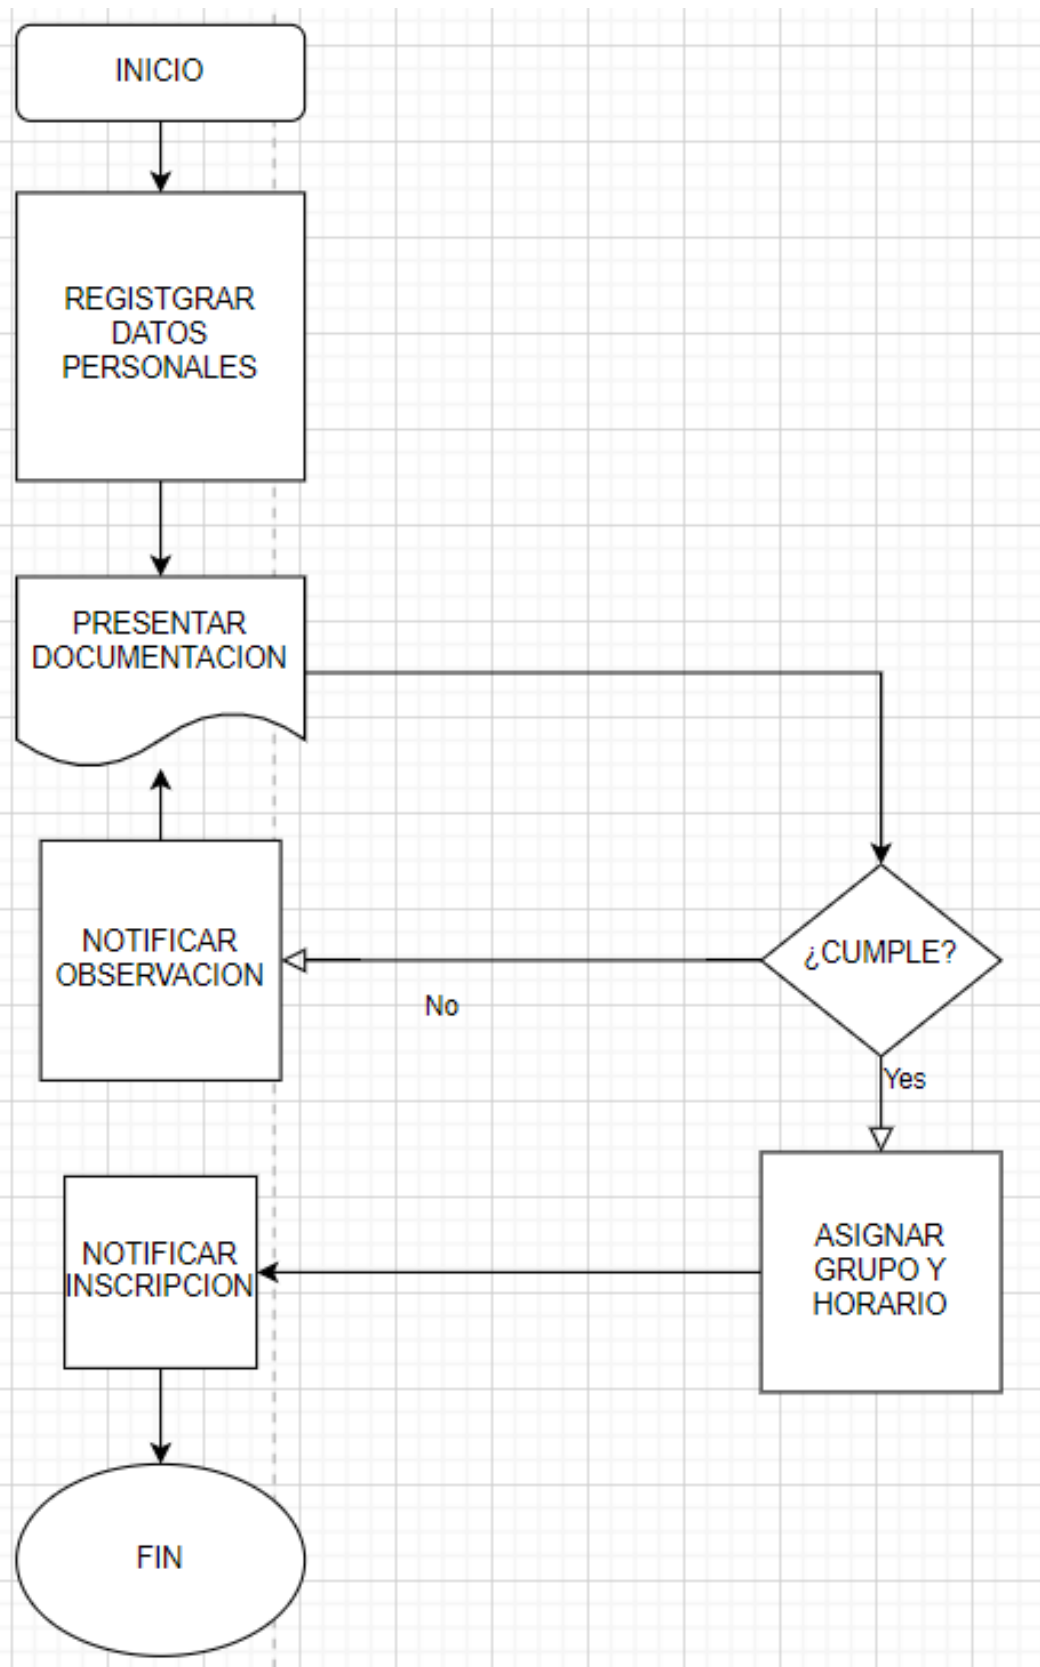 INICIO
REGISTGRAR
DATOS
PERSONALES
PRESENTAR
DOCUMENTACION
¿CUMPLE?
NOTIFICAR
OBSERVACION
No
Yes
ASIGNAR
GRUPO Y
HORARIO
NOTIFICAR
INSCRIPCION
FIN